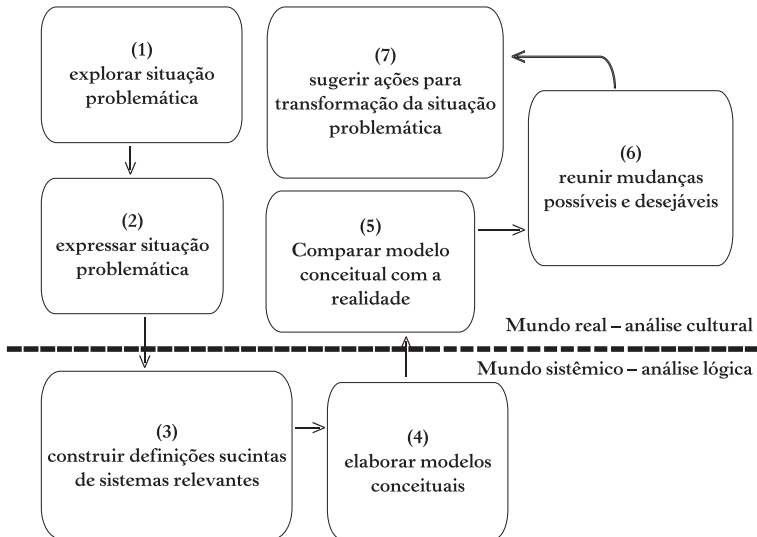 (1)
explorar situação
problemática
(2)
expressar situação
problemática
(3)
construir definições sucintas
de sistemas relevantes
(4)
elaborar modelos
conceituais
(5)
Comparar modelo
conceitual com a
realidade
(6)
reunir mudanças
possíveis e desejáveis
(7)
sugerir ações para
transformação da situação
problemática
Mundo real – análise cultural
Mundo sistêmico – análise lógica